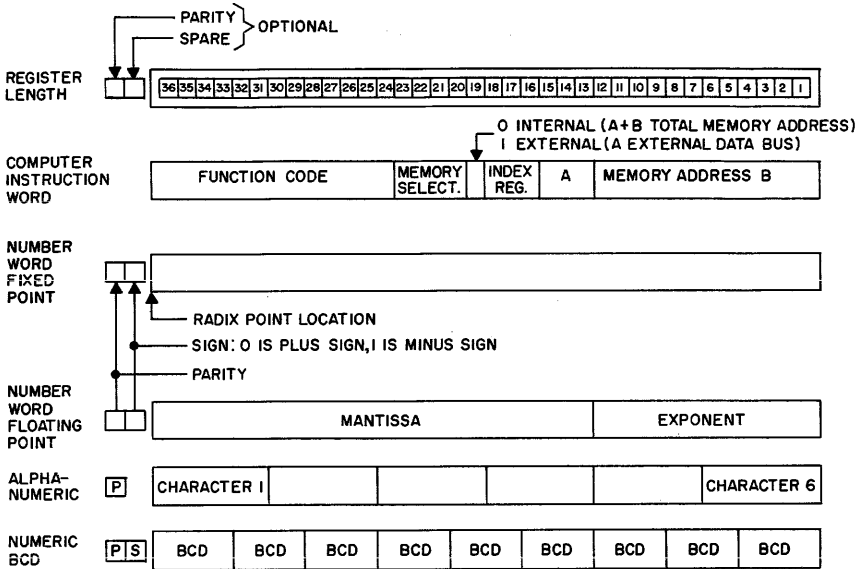 PARITY
SPARE
OPTIONAL
REGISTER
LENGTH
36 35 34 33 32 31 30 29 28 27 26 25 24 23 22 21 20 19 18 17 16 15 14 13 12 11 10 9 8 7 6 5 4 3 2 1
0 INTERNAL (A+B TOTAL MEMORY ADDRESS)
1 EXTERNAL (A EXTERNAL DATA BUS)
COMPUTER
INSTRUCTION
WORD
FUNCTION CODE
MEMORY
SELECT.
INDEX
REG.
A
MEMORY ADDRESS B
NUMBER
WORD
FIXED
POINT
RADIX POINT LOCATION
SIGN: 0 IS PLUS SIGN, 1 IS MINUS SIGN
PARITY
NUMBER
WORD
FLOATING
POINT
MANTISSA
EXPONENT
ALPHA-
NUMERIC
P
CHARACTER 1
CHARACTER 6
NUMERIC
BCD
P S
BCD BCD BCD BCD BCD BCD BCD BCD BCD